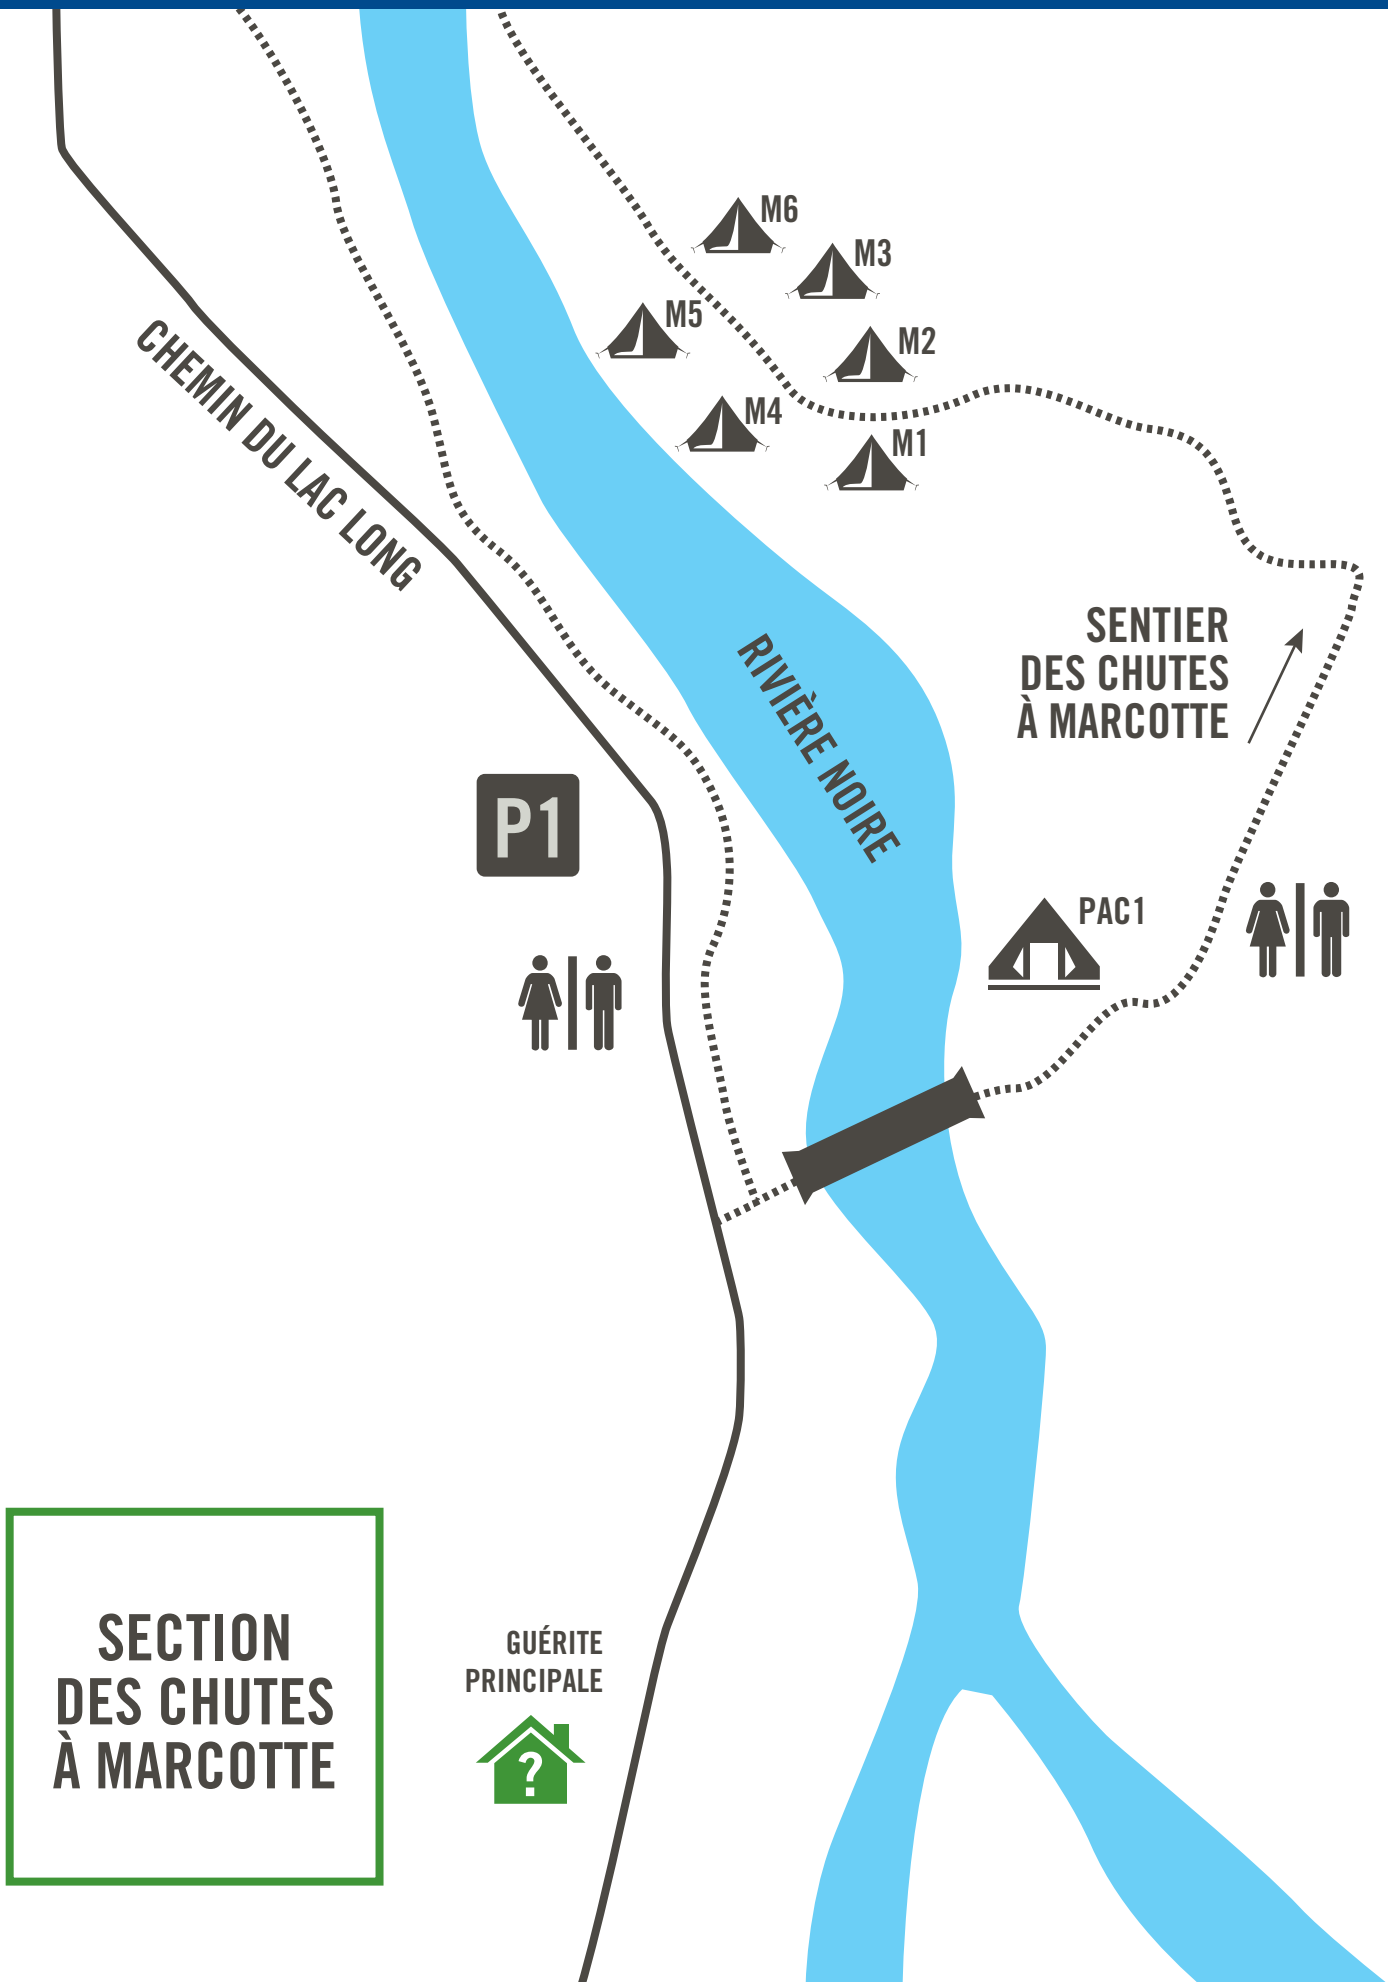 M6
M3
M5
M2
M4
M1
CHEMIN DU LAC LONG
SENTIER
DES CHUTES
À MARCOTTE
RIVIÈRE NOIRE
P1
PAC1
SECTION
DES CHUTES
À MARCOTTE
GUÉRITE
PRINCIPALE
?